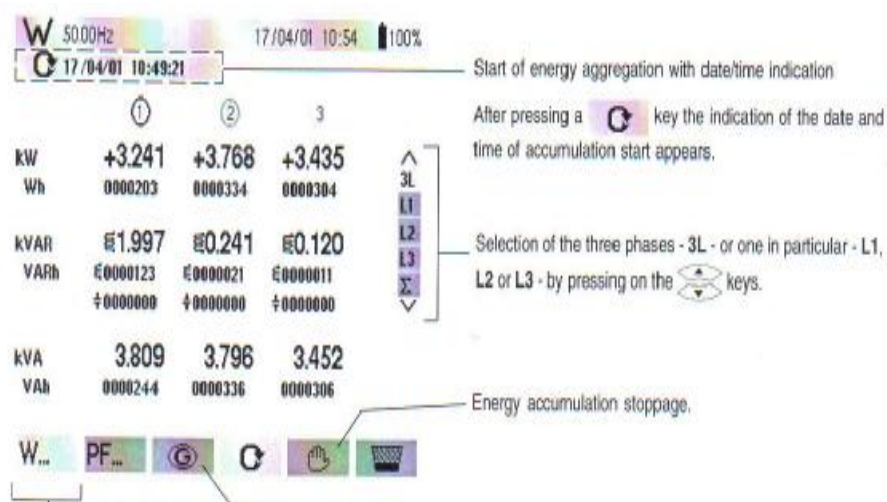 W 50.00Hz 17/04/01 10:54 100%
17/04/01 10:49:21
Start of energy aggregation with date/time indication
1 2 3
After pressing a key the indication of the date and
time of accumulation start appears.
kW +3.241 +3.768 +3.435
Wh 0000203 0000334 0000304
3L
L1
L2
L3
Σ
kVAR 1.997 0.241 0.120
VARh 0000123 0000021 0000011
0000000 0000000 0000000
Selection of the three phases - 3L - or one in particular - L1,
L2 or L3 - by pressing on the keys.
kVA 3.809 3.796 3.452
VAh 0000244 0000336 0000306
Energy accumulation stoppage.
W... PF... G